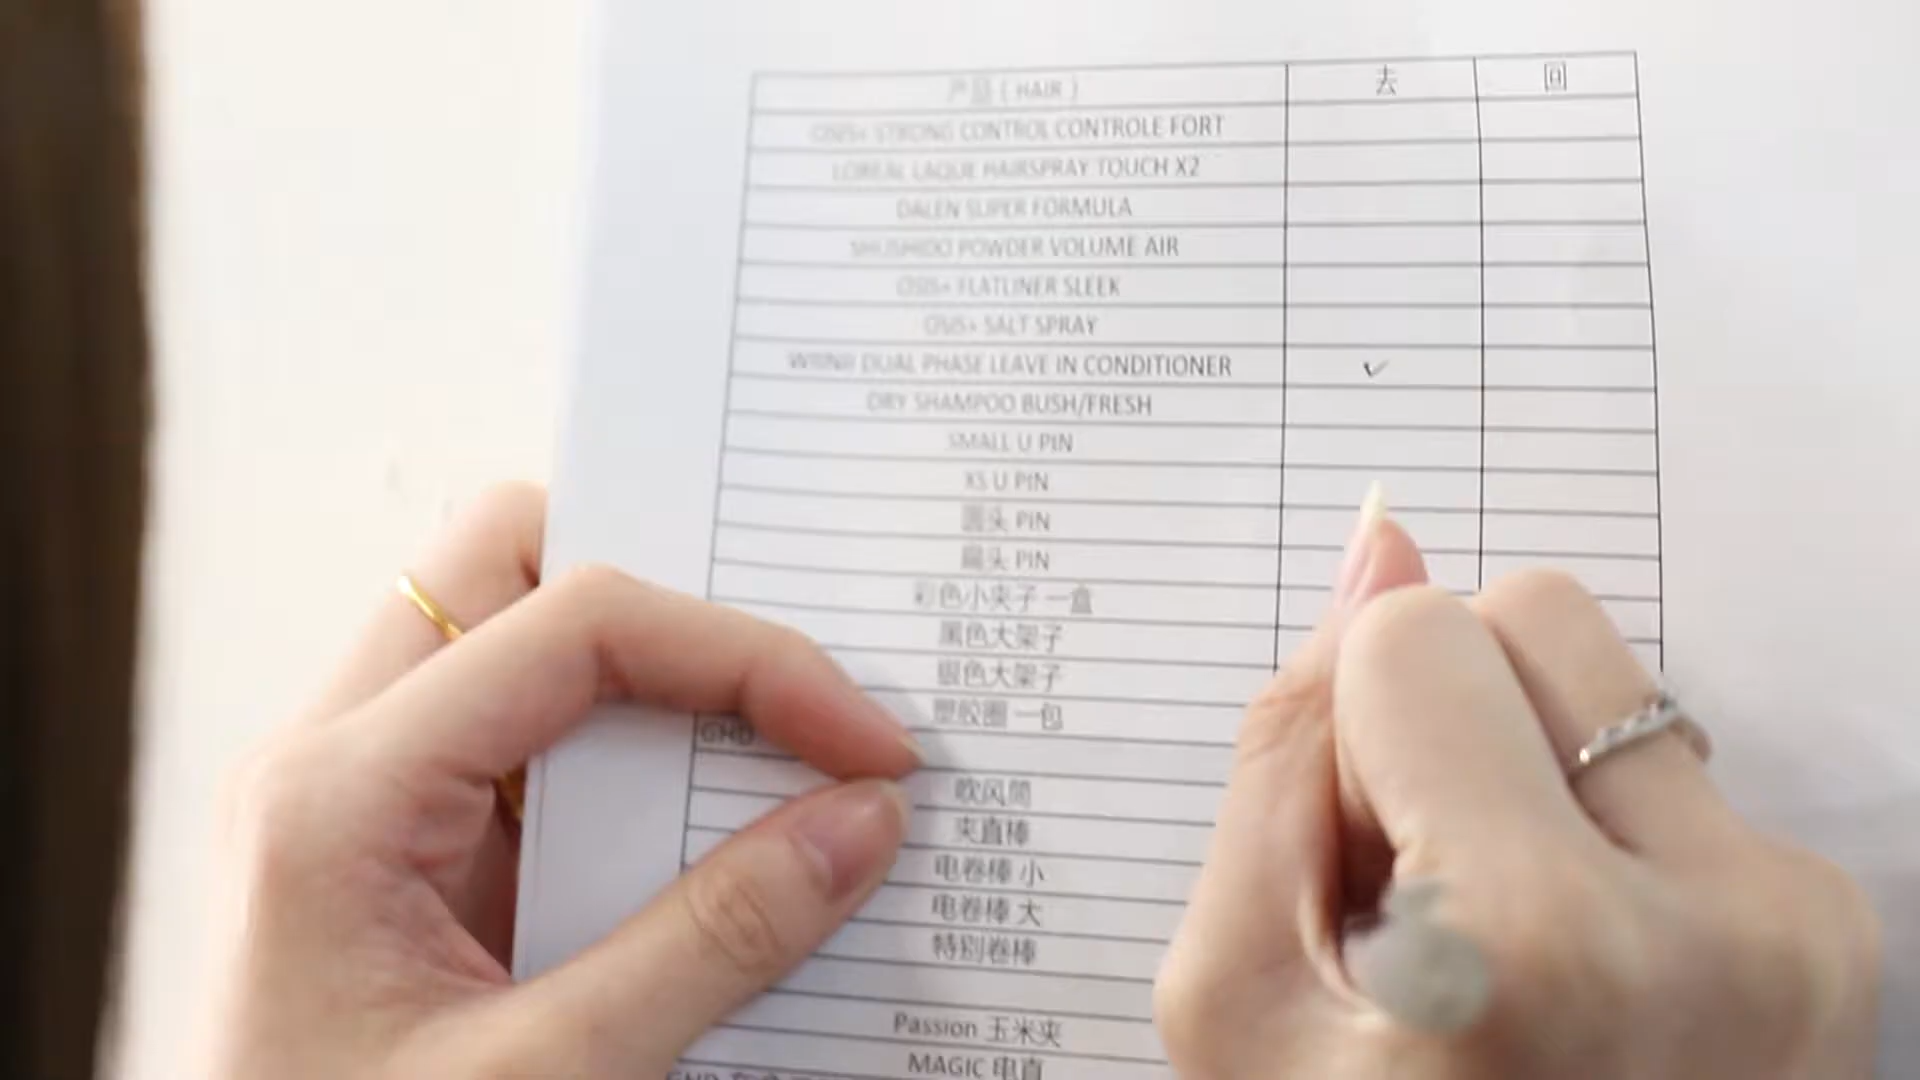 产品 ( HAIR ) 去 回
OSIS+ STRONG CONTROL CONTROLE FORT
LOREAL LAQUE HAIRSPRAY TOUCH X2
DALEN SUPER FORMULA
POWDER VOLUME AIR
OSIS+ FLATLINER SLEEK
OSIS+ SALT SPRAY
DUAL PHASE LEAVE IN CONDITIONER ✓
DRY SHAMPOO BUSH/FRESH
SMALL U PIN
XS U PIN
圆头 PIN
扁头 PIN
彩色小夹子 一盒
黑色大架子
银色大架子
塑胶圈 一包
GHD
吹风筒
夹直棒
电卷棒 小
电卷棒 大
特别卷棒
Passion 玉米夹
MAGIC 电直